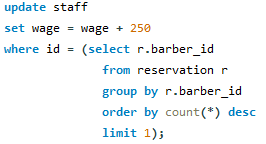 update staff
set wage = wage + 250
where id = (select r.barber_id
from reservation r
group by r.barber_id
order by count(*) desc
limit 1);